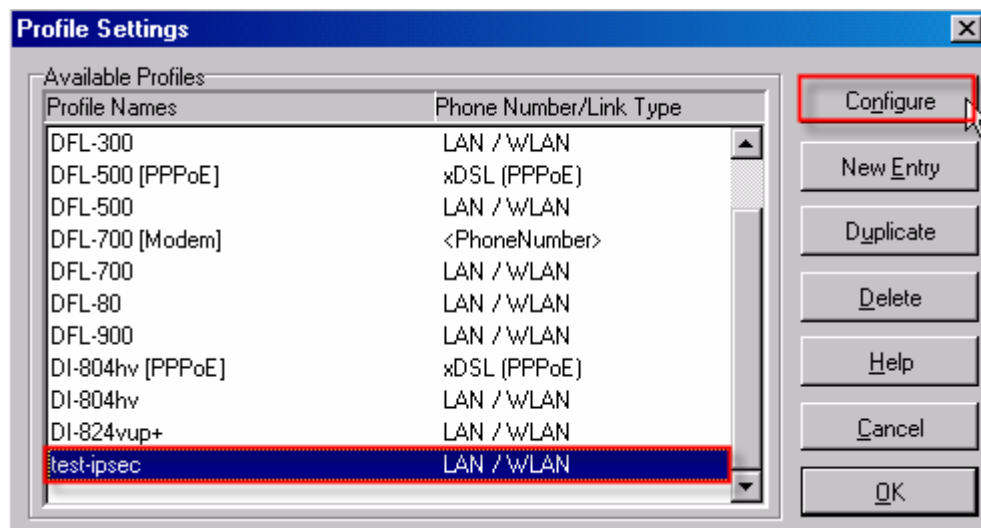 Profile Settings
Available Profiles
Profile Names Phone Number/Link Type
DFL-300 LAN / WLAN
DFL-500 [PPPoE] xDSL (PPPoE)
DFL-500 LAN / WLAN
DFL-700 [Modem] <PhoneNumber>
DFL-700 LAN / WLAN
DFL-80 LAN / WLAN
DFL-900 LAN / WLAN
DI-804hv [PPPoE] xDSL (PPPoE)
DI-804hv LAN / WLAN
DI-824vup+ LAN / WLAN
test-ipsec LAN / WLAN
Configure
New Entry
Duplicate
Delete
Help
Cancel
OK